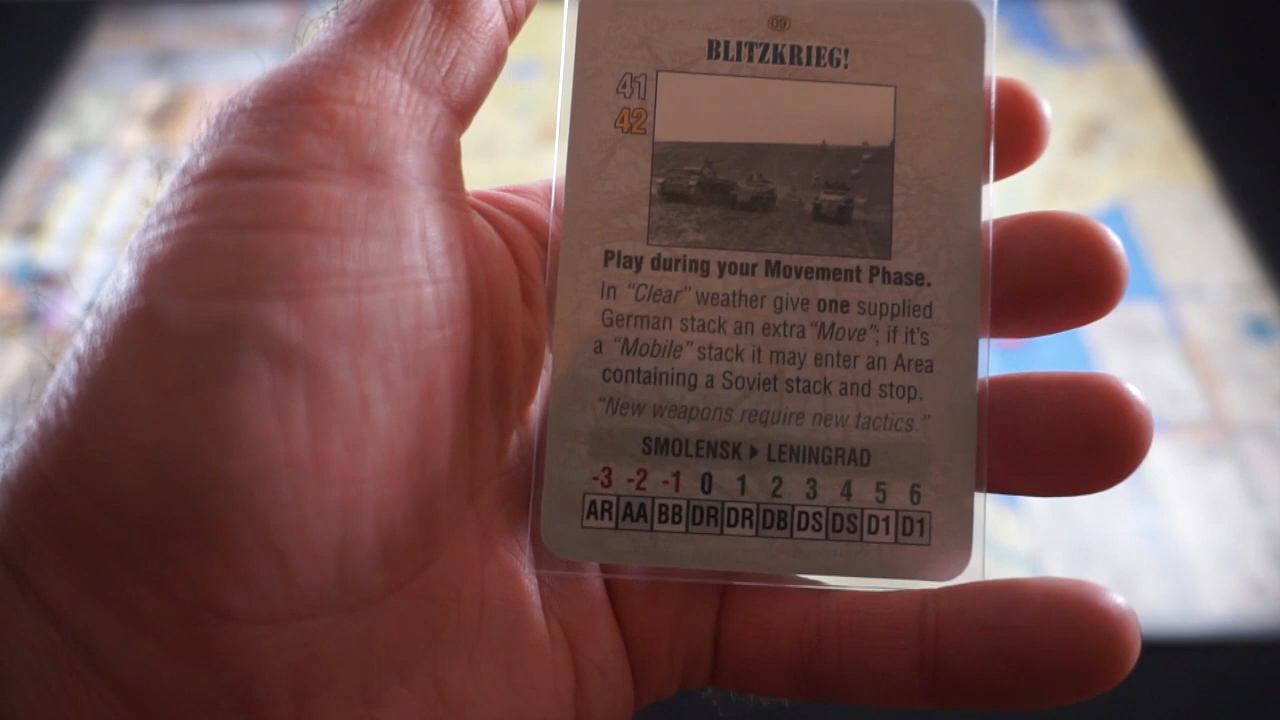 09
BLITZKRIEG!
41
42
Play during your Movement Phase.
In "Clear" weather give one supplied
German stack an extra "Move"; if it's
a "Mobile" stack it may enter an Area
containing a Soviet stack and stop.
"New weapons require new tactics."
SMOLENSK ▸ LENINGRAD
-3 -2 -1 0 1 2 3 4 5 6
AR AA BB DR DR DB DS DS D1 D1